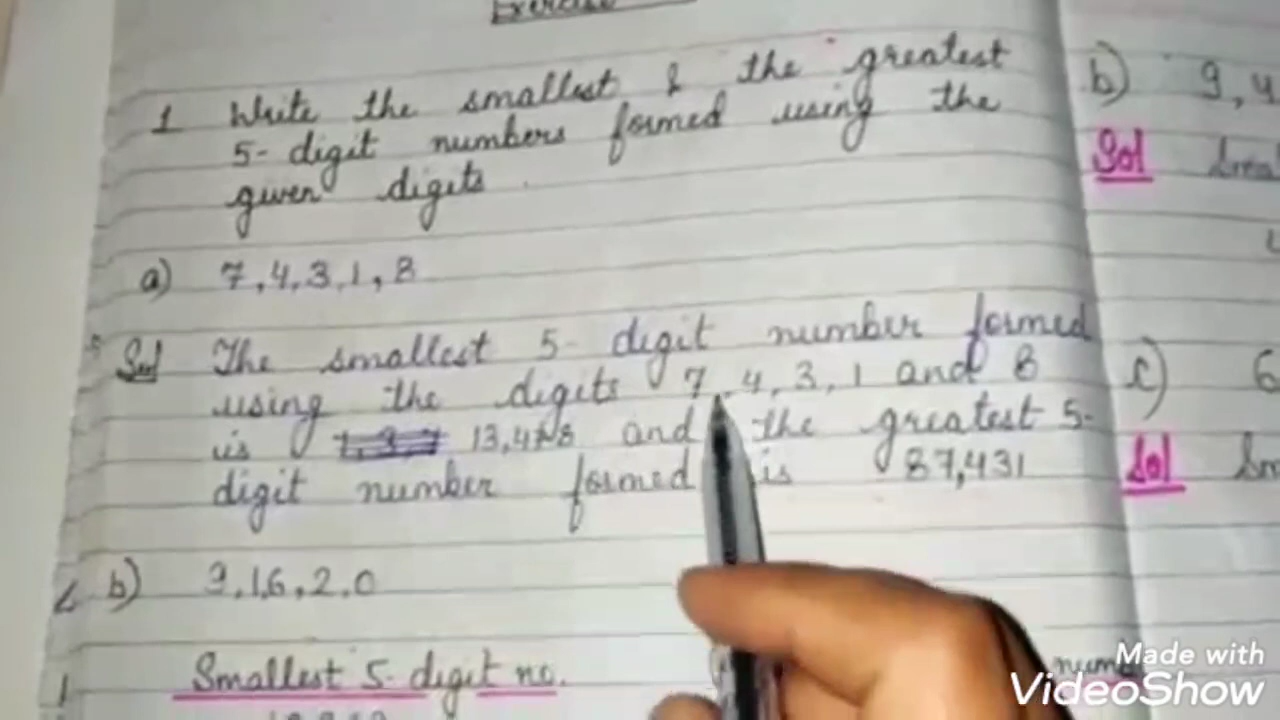 Exercise
1 Write the smallest & the greatest
5-digit numbers formed using the
given digits.
a) 7,4,3,1,8
Sol The smallest 5-digit number formed
using the digits 7,4,3,1 and 8
is 13,478 and the greatest 5-
digit number formed is 87,431
b) 9,1,6,2,0
Smallest 5-digit no.
b) 9,4
Sol
c) 6
Sol
Made with
VideoShow